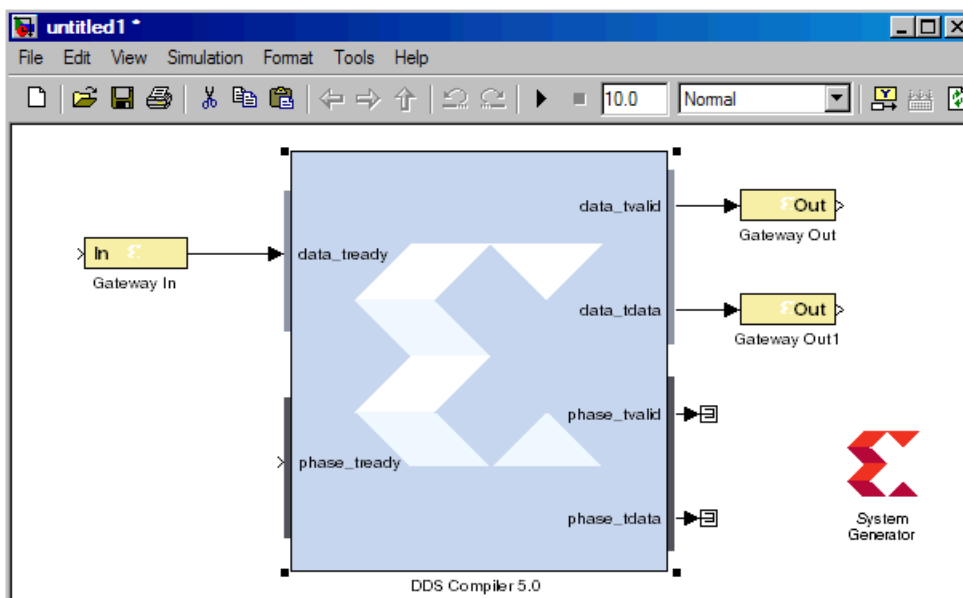 untitled1 *
File Edit View Simulation Format Tools Help
10.0 Normal
data_tvalid Out
Gateway Out
In data_tready
Gateway In
data_tdata Out
Gateway Out1
phase_tvalid
phase_tready
phase_tdata
System
Generator
DDS Compiler 5.0